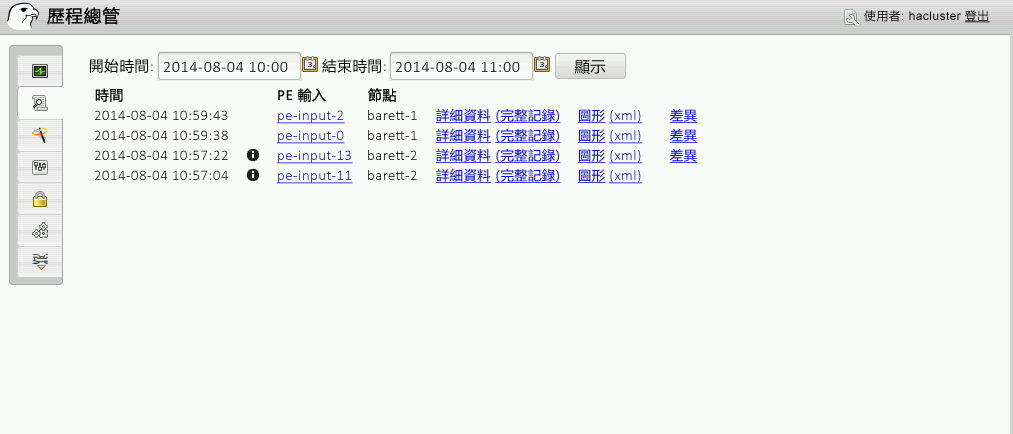 歷程總管 使用者: hacluster 登出
開始時間: 2014-08-04 10:00 結束時間: 2014-08-04 11:00 顯示
時間 PE 輸入 節點
2014-08-04 10:59:43 pe-input-2 barett-1 詳細資料 (完整記錄) 圖形 (xml) 差異
2014-08-04 10:59:38 pe-input-0 barett-1 詳細資料 (完整記錄) 圖形 (xml) 差異
2014-08-04 10:57:22 pe-input-13 barett-2 詳細資料 (完整記錄) 圖形 (xml) 差異
2014-08-04 10:57:04 pe-input-11 barett-2 詳細資料 (完整記錄) 圖形 (xml)